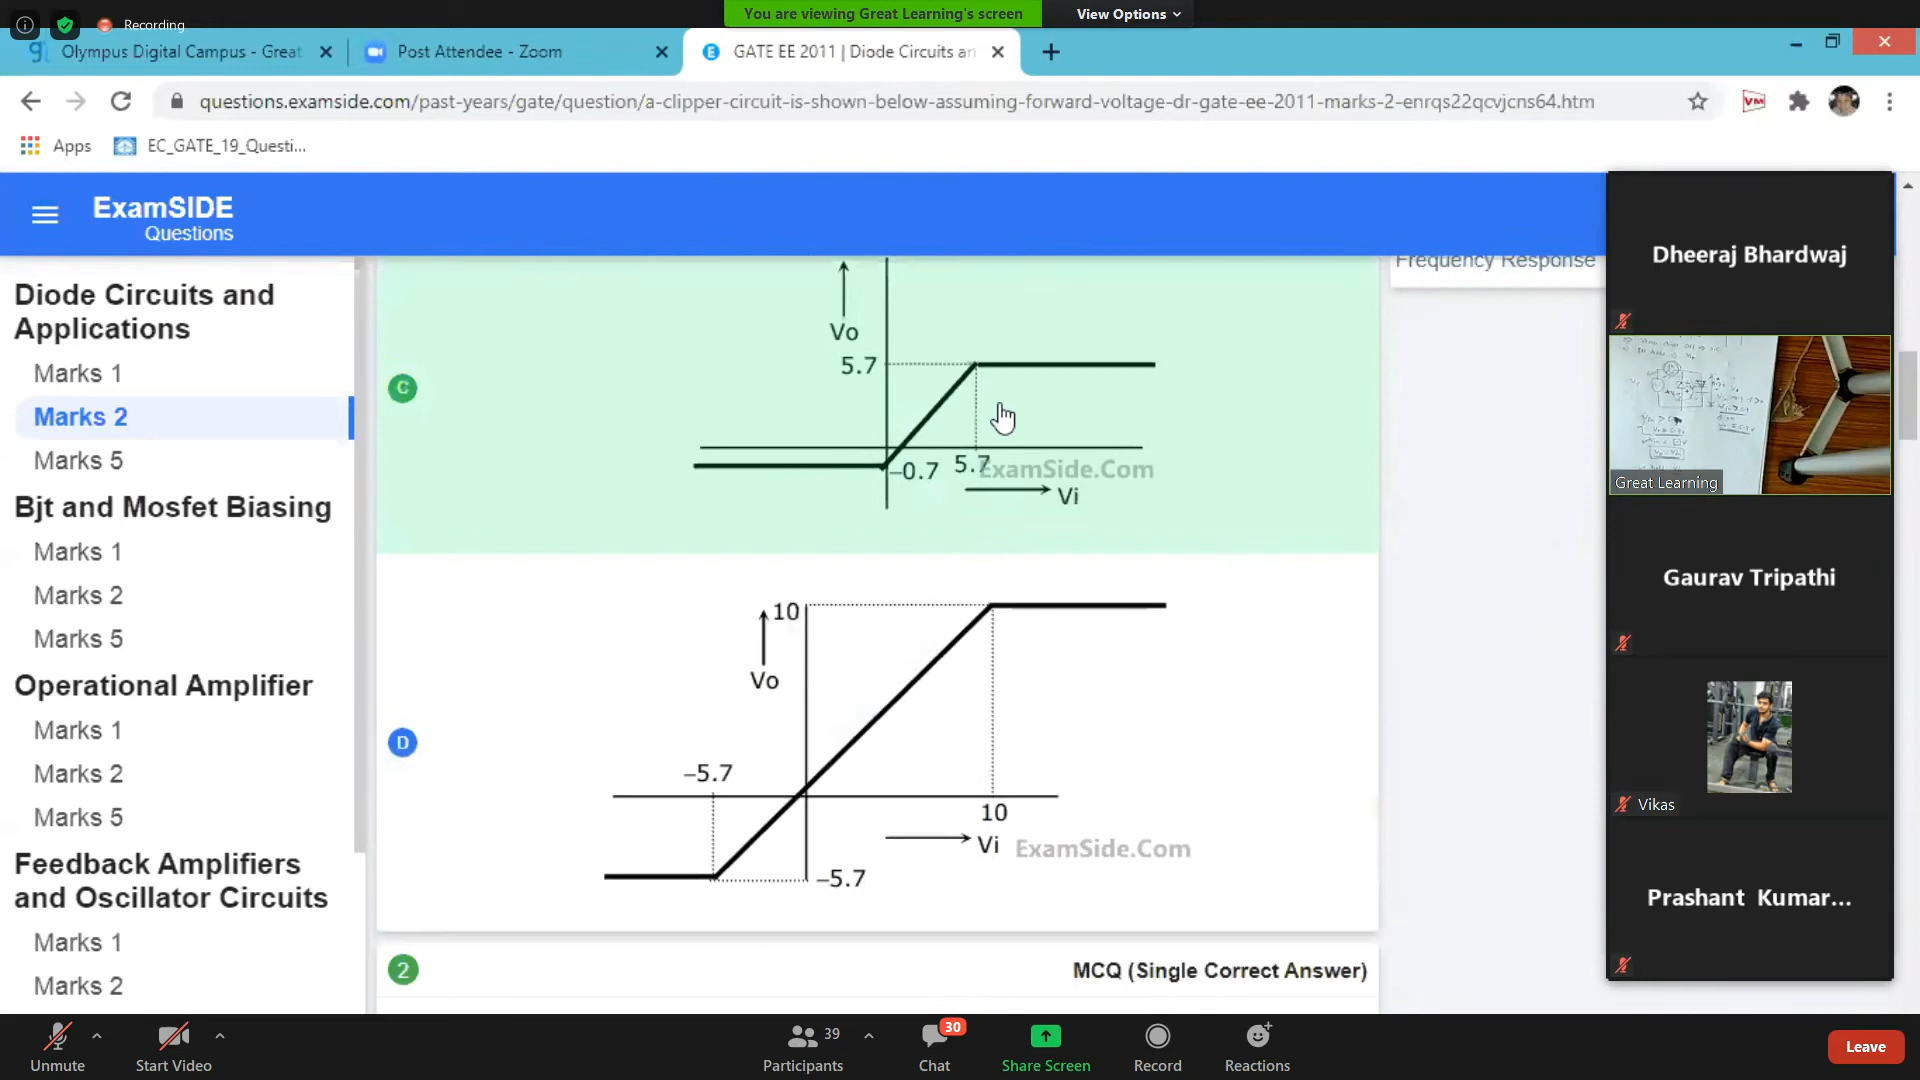 Recording
You are viewing Great Learning's screen
View Options
Olympus Digital Campus - Great
Post Attendee - Zoom
GATE EE 2011 | Diode Circuits an
questions.examside.com/past-years/gate/question/a-clipper-circuit-is-shown-below-assuming-forward-voltage-dr-gate-ee-2011-marks-2-enrqs22qcvjcns64.htm
VM
Apps
EC_GATE_19_Questi...
ExamSIDE
Questions
Diode Circuits and
Applications
Marks 1
Marks 2
Marks 5
Bjt and Mosfet Biasing
Marks 1
Marks 2
Marks 5
Operational Amplifier
Marks 1
Marks 2
Marks 5
Feedback Amplifiers
and Oscillator Circuits
Marks 1
Marks 2
C
Vo
5.7
–0.7
5.7
ExamSide.Com
Vi
D
10
Vo
–5.7
10
Vi
ExamSide.Com
–5.7
2
MCQ (Single Correct Answer)
Frequency Response
Dheeraj Bhardwaj
Great Learning
Gaurav Tripathi
Vikas
Prashant Kumar...
Unmute
Start Video
39
Participants
30
Chat
Share Screen
Record
Reactions
Leave